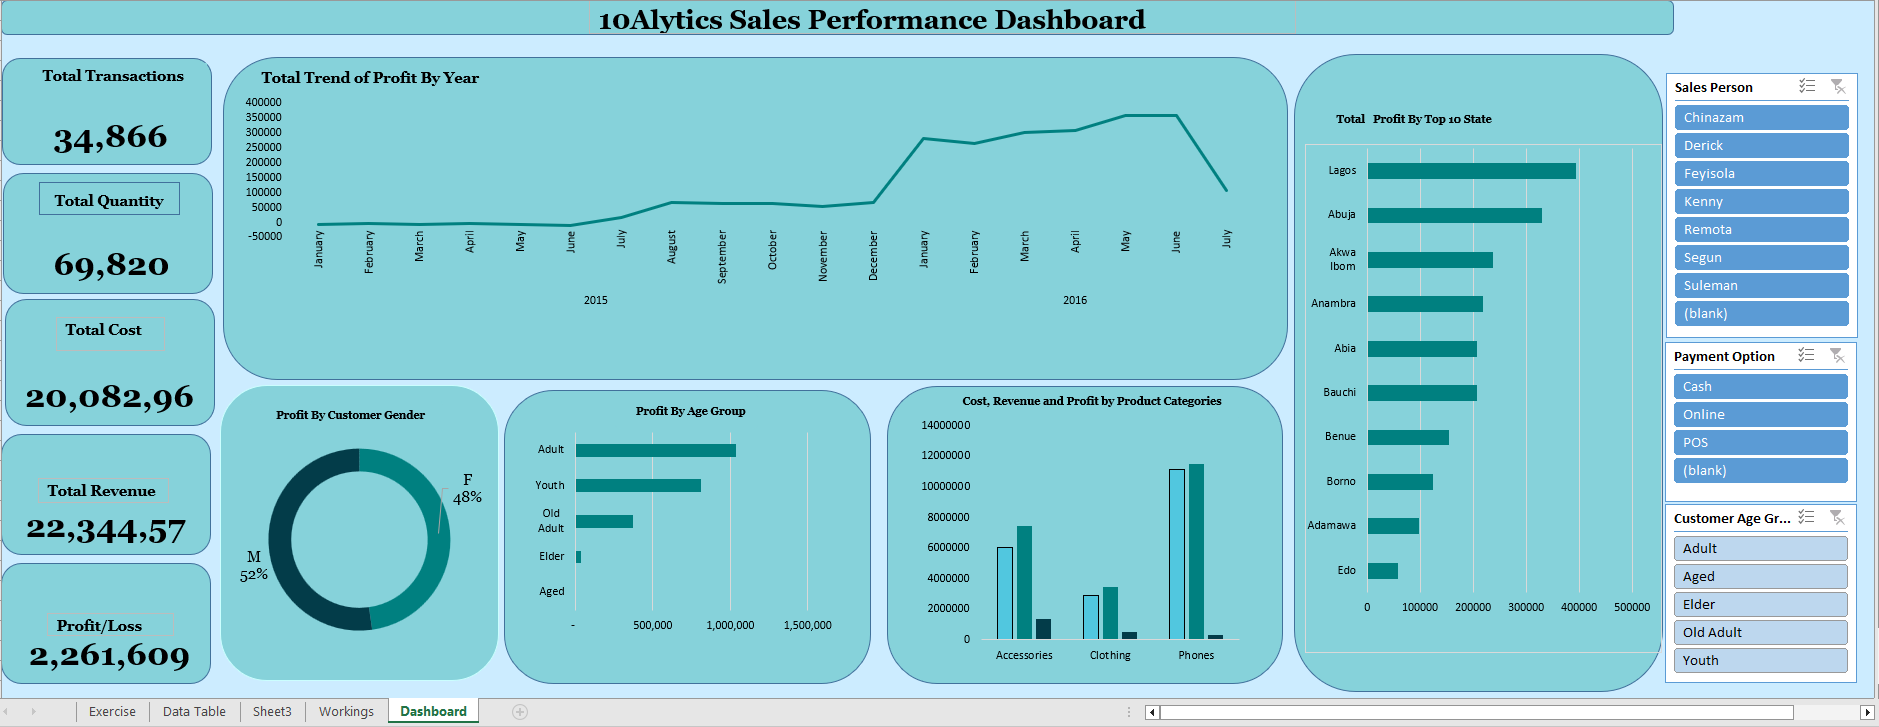 10Alytics Sales Performance Dashboard
Total Transactions
34,866
Total Quantity
69,820
Total Cost
20,082,96
Total Revenue
22,344,57
Profit/Loss
2,261,609
Total Trend of Profit By Year
400000
350000
300000
250000
200000
150000
100000
50000
0
-50000
January
February
March
April
May
June
July
August
September
October
November
December
January
February
March
April
May
June
July
2015
2016
Profit By Customer Gender
F
48%
M
52%
Profit By Age Group
Adult
Youth
Old
Adult
Elder
Aged
-
500,000
1,000,000
1,500,000
Cost, Revenue and Profit by Product Categories
14000000
12000000
10000000
8000000
6000000
4000000
2000000
0
Accessories
Clothing
Phones
Total Profit By Top 10 State
Lagos
Abuja
Akwa
Ibom
Anambra
Abia
Bauchi
Benue
Borno
Adamawa
Edo
0
100000
200000
300000
400000
500000
Sales Person
Chinazam
Derick
Feyisola
Kenny
Remota
Segun
Suleman
(blank)
Payment Option
Cash
Online
POS
(blank)
Customer Age Gr...
Adult
Aged
Elder
Old Adult
Youth
Exercise
Data Table
Sheet3
Workings
Dashboard